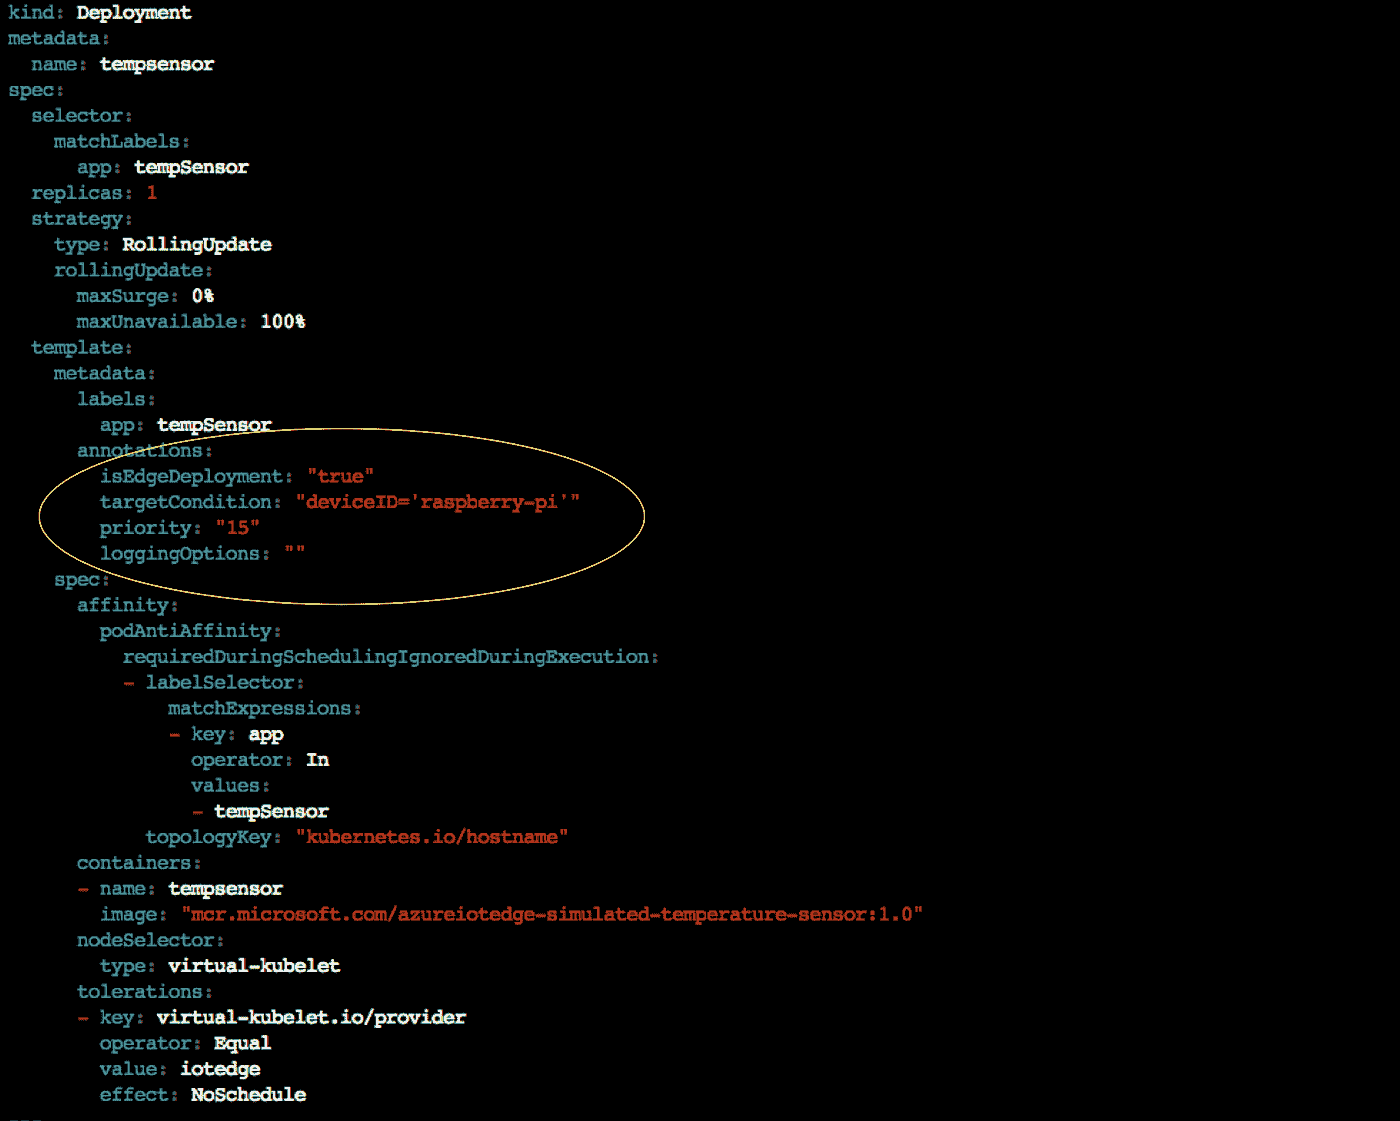 kind: Deployment
metadata:
  name: tempsensor
spec:
  selector:
    matchLabels:
      app: tempSensor
  replicas: 1
  strategy:
    type: RollingUpdate
    rollingUpdate:
      maxSurge: 0%
      maxUnavailable: 100%
  template:
    metadata:
      labels:
        app: tempSensor
      annotations:
        isEdgeDeployment: "true"
        targetCondition: "deviceID='raspberry-pi'"
        priority: "15"
        loggingOptions: ""
    spec:
      affinity:
        podAntiAffinity:
          requiredDuringSchedulingIgnoredDuringExecution:
          - labelSelector:
              matchExpressions:
              - key: app
                operator: In
                values:
                - tempSensor
            topologyKey: "kubernetes.io/hostname"
      containers:
      - name: tempsensor
        image: "mcr.microsoft.com/azureiotedge-simulated-temperature-sensor:1.0"
      nodeSelector:
        type: virtual-kubelet
      tolerations:
      - key: virtual-kubelet.io/provider
        operator: Equal
        value: iotedge
        effect: NoSchedule